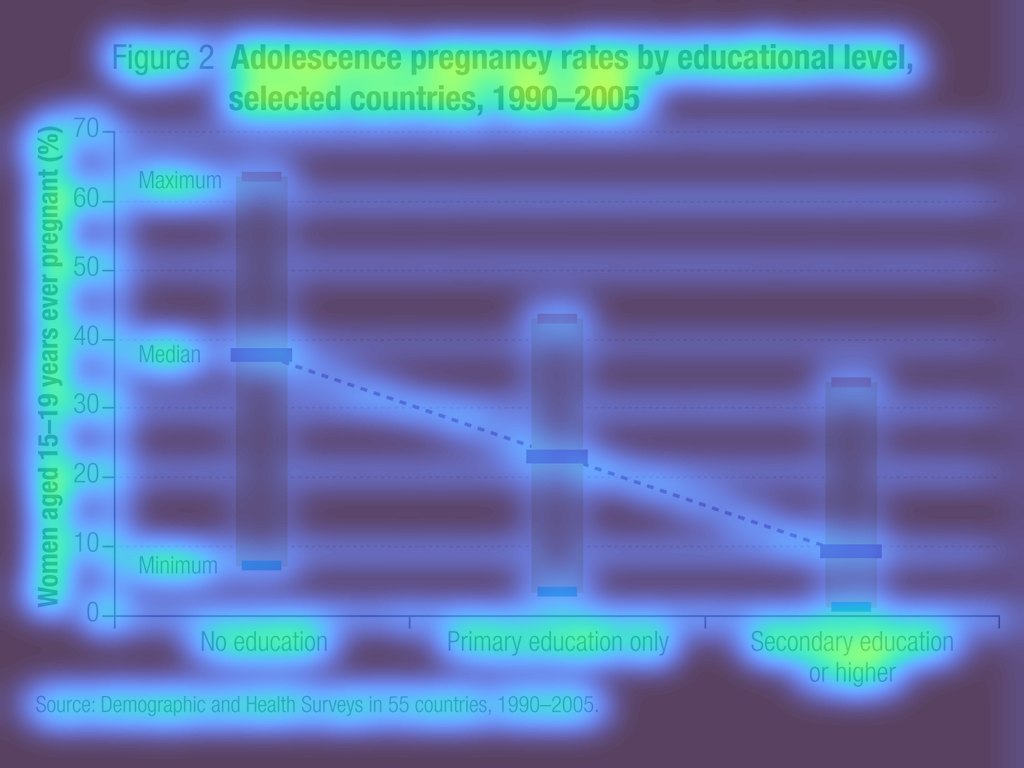 Figure 2 Adolescence pregnancy rates by educational level,
selected countries, 1990–2005
Women aged 15–19 years ever pregnant (%)
70
60
50
40
30
20
10
0
Maximum
Median
Minimum
No education
Primary education only
Secondary education
or higher
Source: Demographic and Health Surveys in 55 countries, 1990–2005.